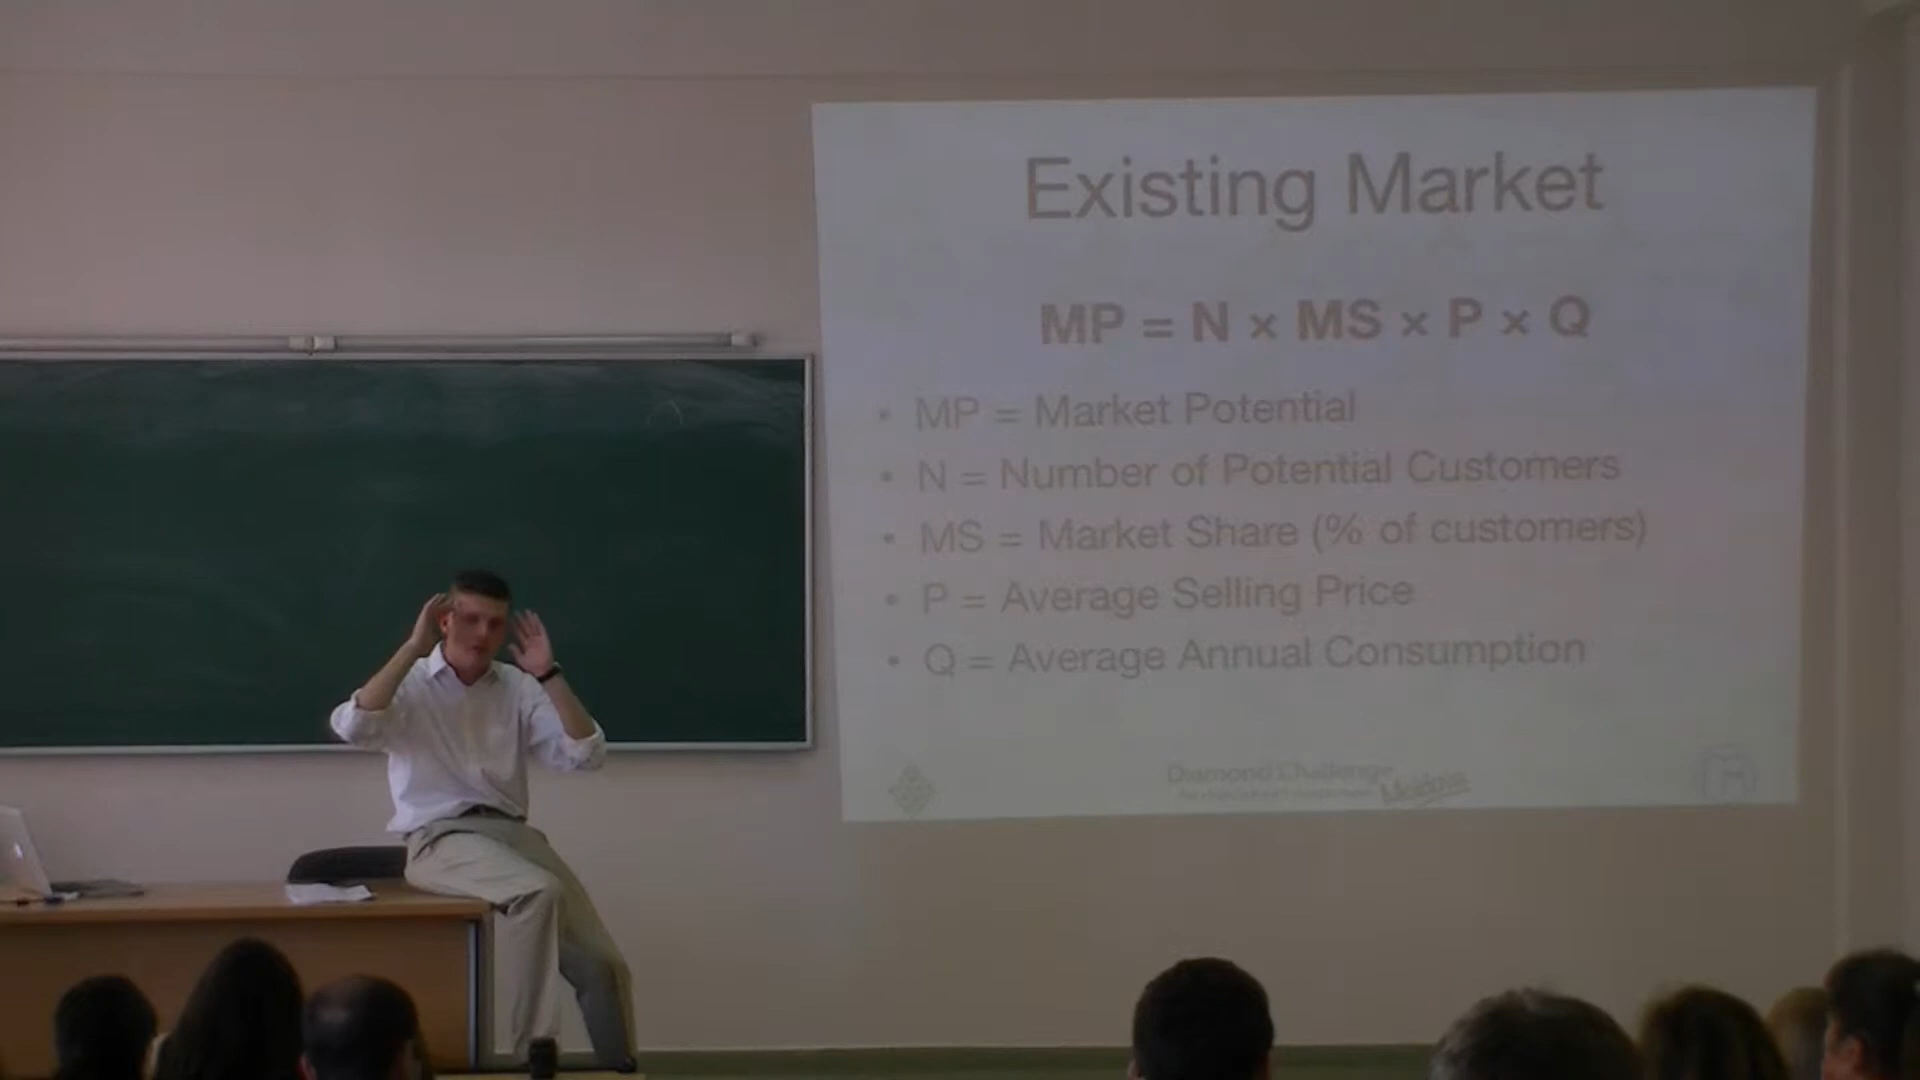 Existing Market
MP = N × MS × P × Q
• MP = Market Potential
• N = Number of Potential Customers
• MS = Market Share (% of customers)
• P = Average Selling Price
• Q = Average Annual Consumption
Diamond Challenge
Moldova